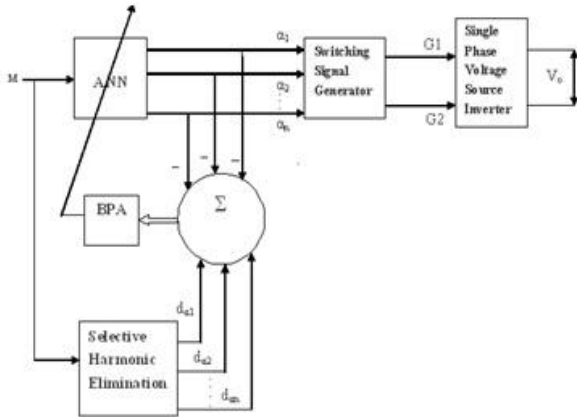 M
ANN
α1
α2
αn
Switching
Signal
Generator
G1
G2
Single
Phase
Voltage
Source
Inverter
Vo
BPA
Σ
dα1
dα2
dαn
Selective
Harmonic
Elimination